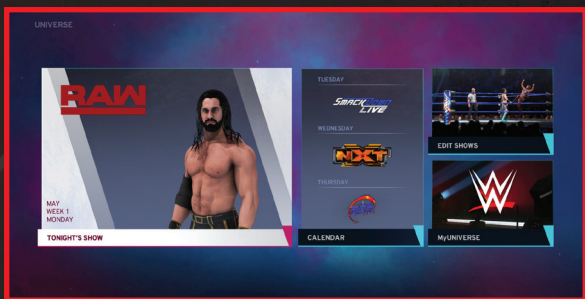 UNIVERSE
RAW
MAY
WEEK 1
MONDAY
TONIGHT'S SHOW
TUESDAY
SMACKDOWN
LIVE
WEDNESDAY
NXT
THURSDAY
CALENDAR
EDIT SHOWS
W
MyUNIVERSE